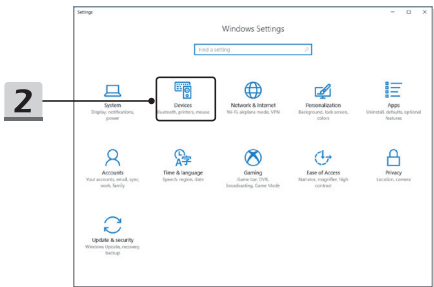 Settings
Windows Settings
Find a setting
2
System
Display, notifications,
power
Devices
Bluetooth, printers, mouse
Network & Internet
Wi-Fi, airplane mode, VPN
Personalization
Background, lock screen,
colors
Apps
Uninstall, defaults, optional
features
Accounts
Your accounts, email, sync,
work, family
Time & language
Speech, region, date
Gaming
Game bar, DVR,
broadcasting, Game Mode
Ease of Access
Narrator, magnifier, high
contrast
Privacy
Location, camera
Update & security
Windows Update, recovery
backup